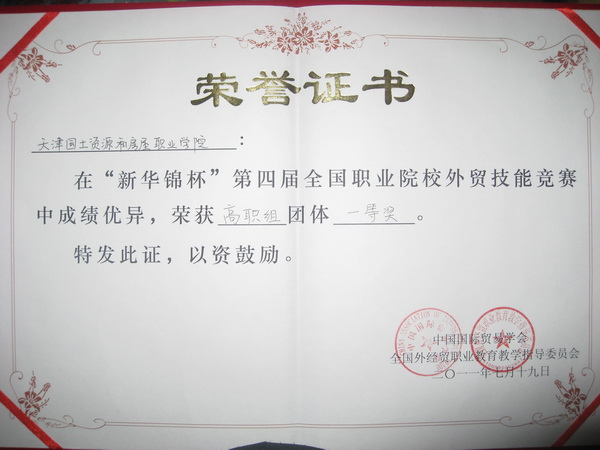 荣誉证书
天津国土资源和房屋职业学院：
在“新华锦杯”第四届全国职业院校外贸技能竞赛
中成绩优异，荣获高职组团体一等奖。
特发此证，以资鼓励。
中国国际贸易学会
全国外经贸职业教育教学指导委员会
二〇一一年七月十九日